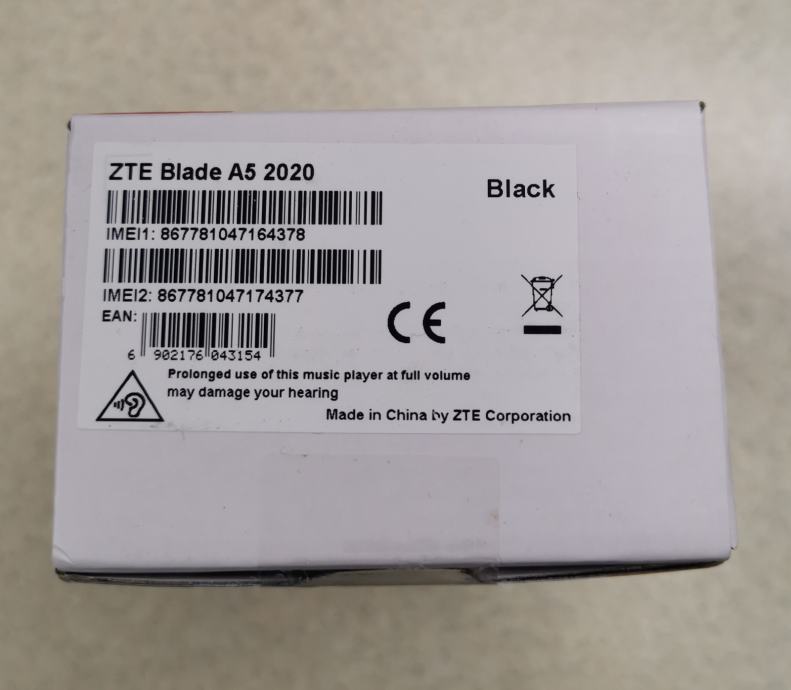 ZTE Blade A5 2020
Black
IMEI1: 867781047164378
IMEI2: 867781047174377
EAN:
6 902176 043154
CE
Prolonged use of this music player at full volume
may damage your hearing
Made in China by ZTE Corporation